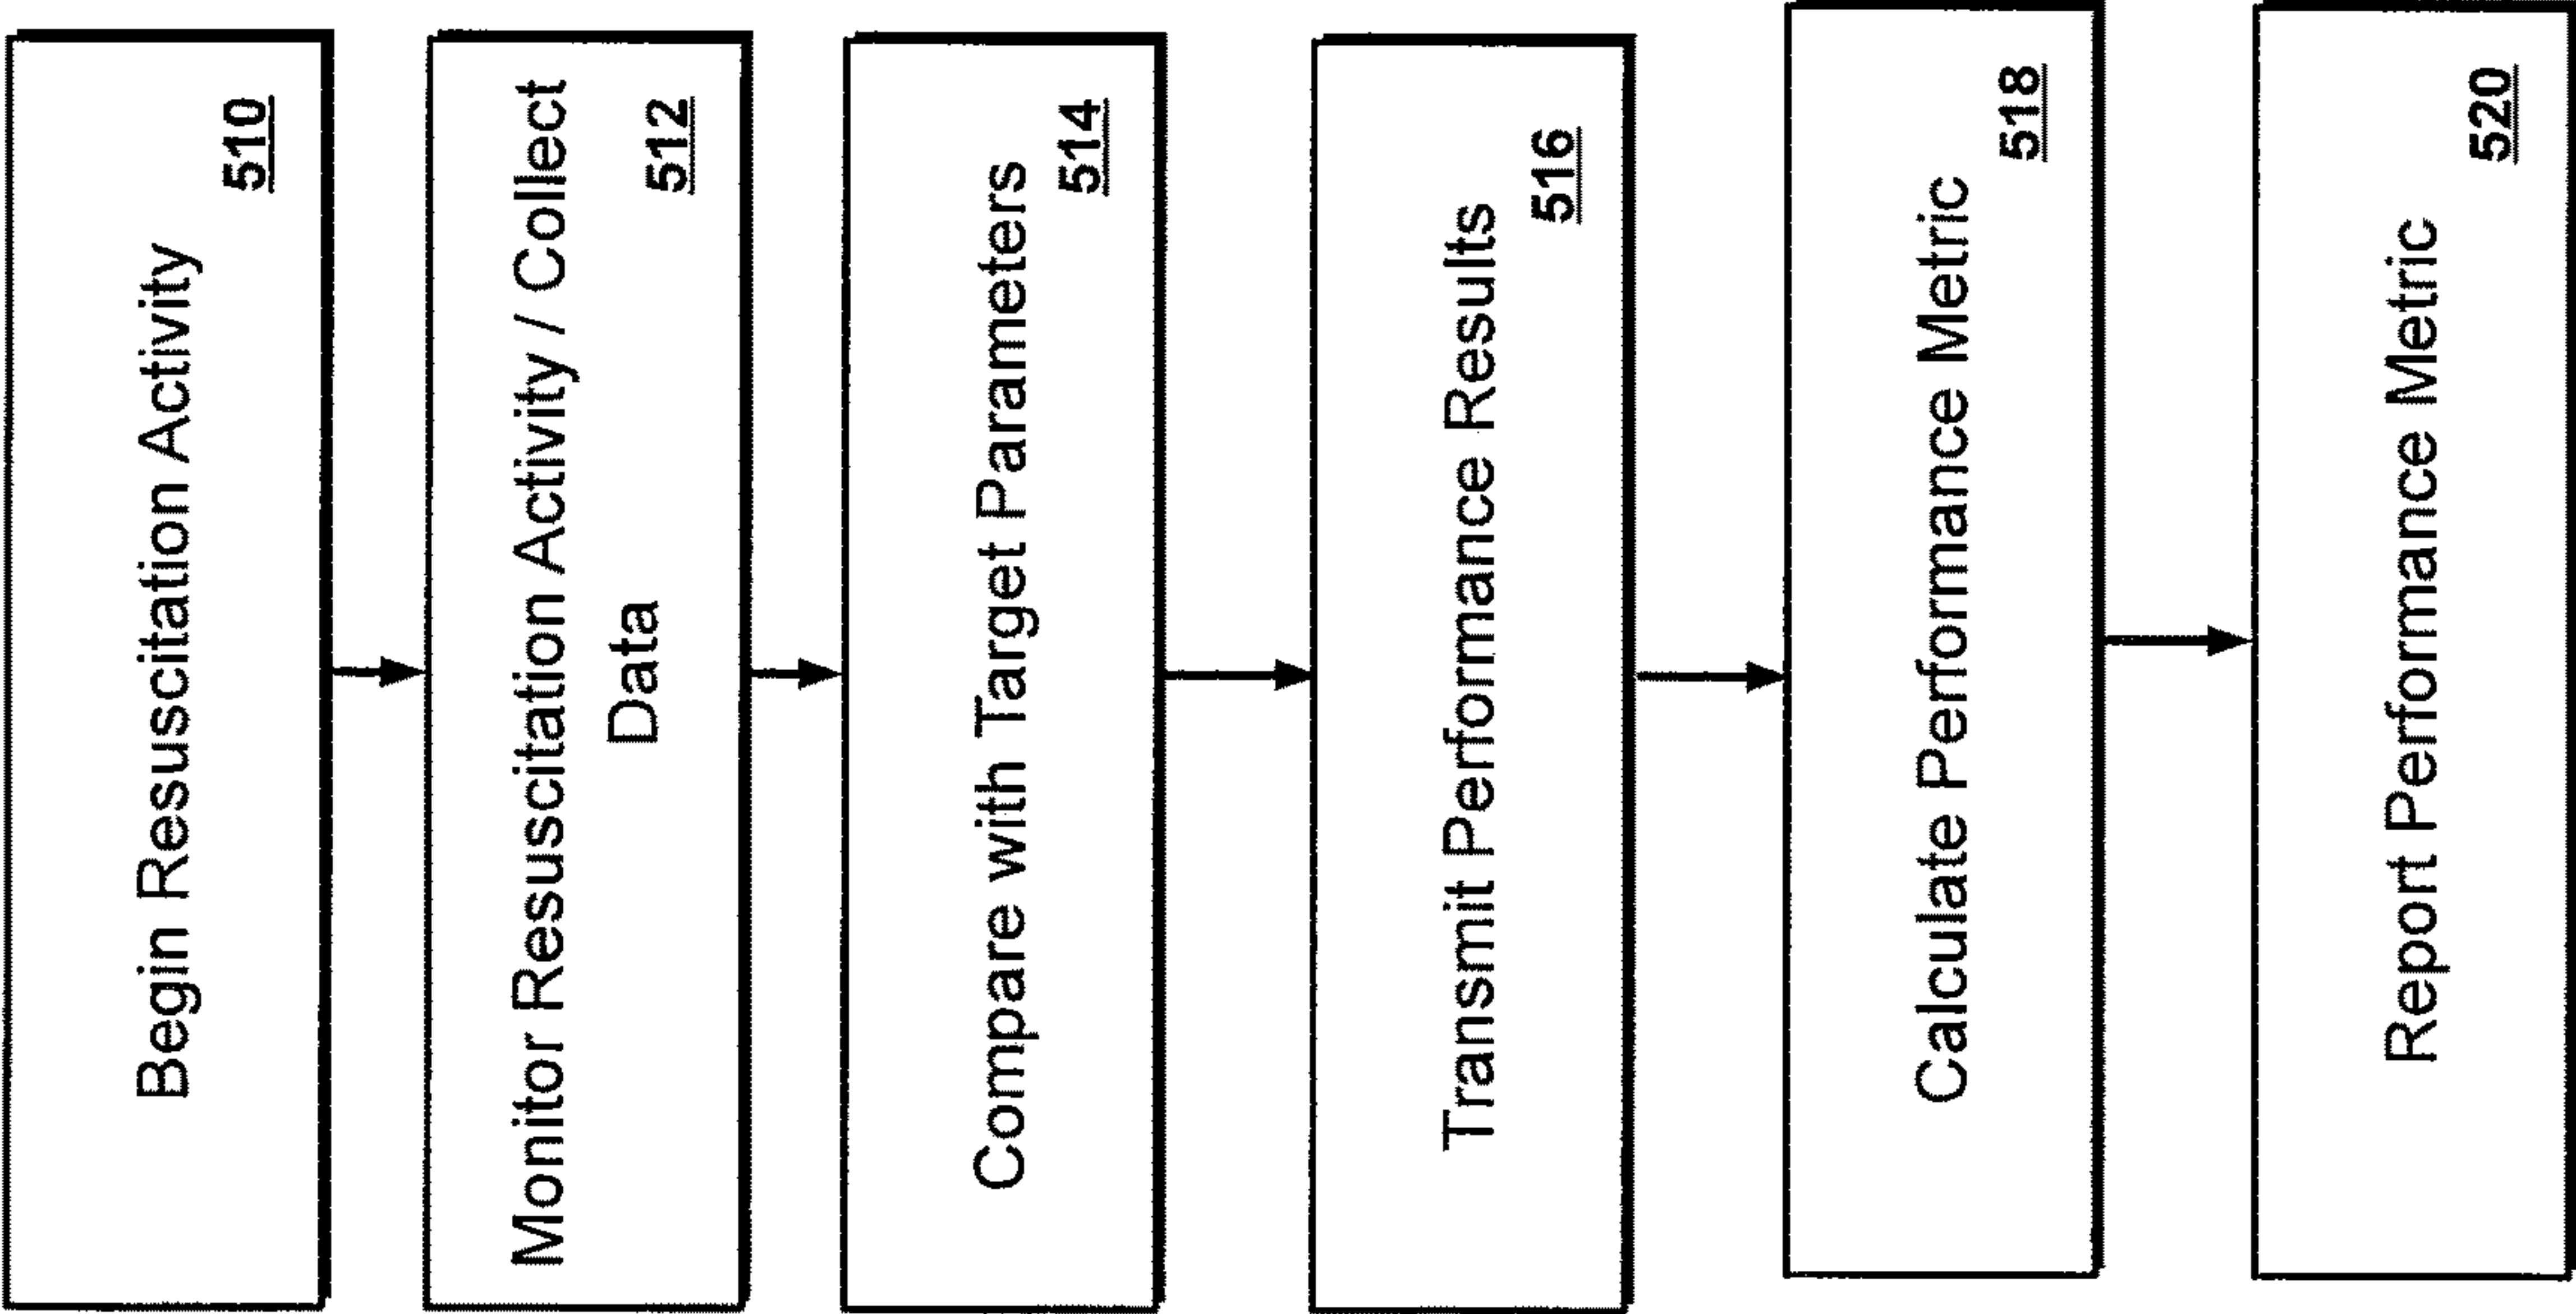 Begin Resuscitation Activity
510
Monitor Resuscitation Activity / Collect
Data
512
Compare with Target Parameters
514
Transmit Performance Results
516
Calculate Performance Metric
518
Report Performance Metric
520